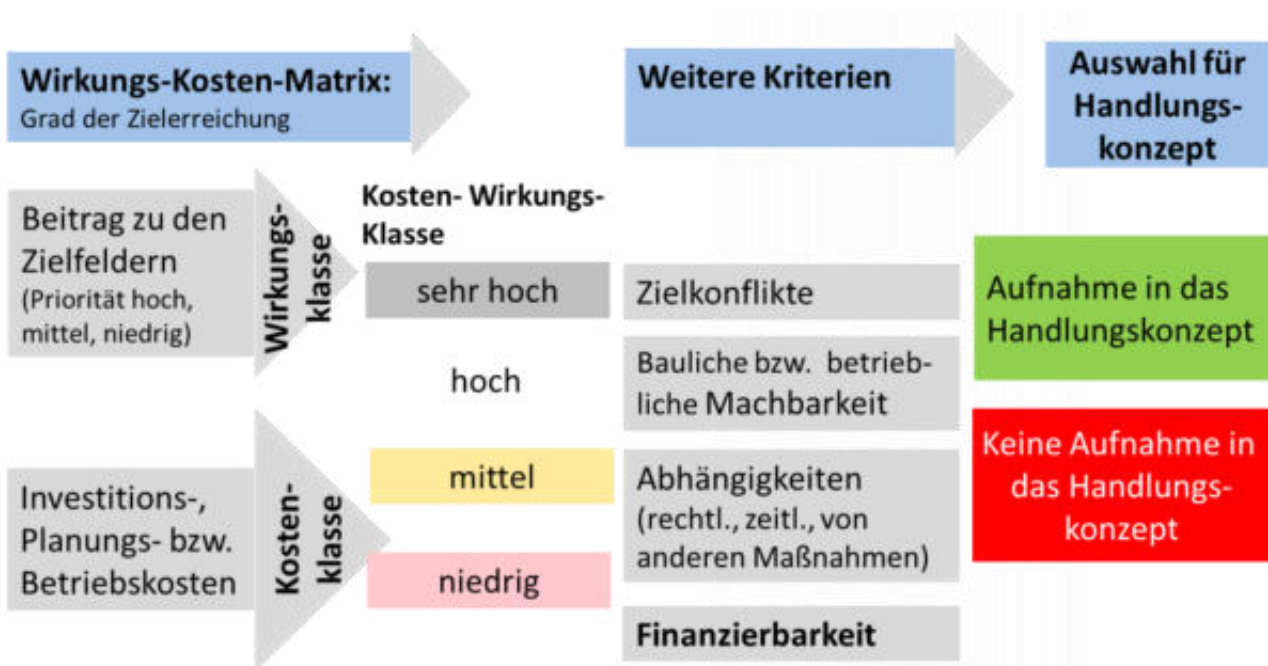 Wirkungs-Kosten-Matrix:
Grad der Zielerreichung
Weitere Kriterien
Auswahl für
Handlungs-
konzept
Beitrag zu den
Zielfeldern
(Priorität hoch,
mittel, niedrig)
Wirkungs-
klasse
Investitions-,
Planungs- bzw.
Betriebskosten
Kosten-
klasse
Kosten- Wirkungs-
Klasse
sehr hoch
hoch
mittel
niedrig
Zielkonflikte
Bauliche bzw. betrieb-
liche Machbarkeit
Abhängigkeiten
(rechtl., zeitl., von
anderen Maßnahmen)
Finanzierbarkeit
Aufnahme in das
Handlungskonzept
Keine Aufnahme in
das Handlungs-
konzept